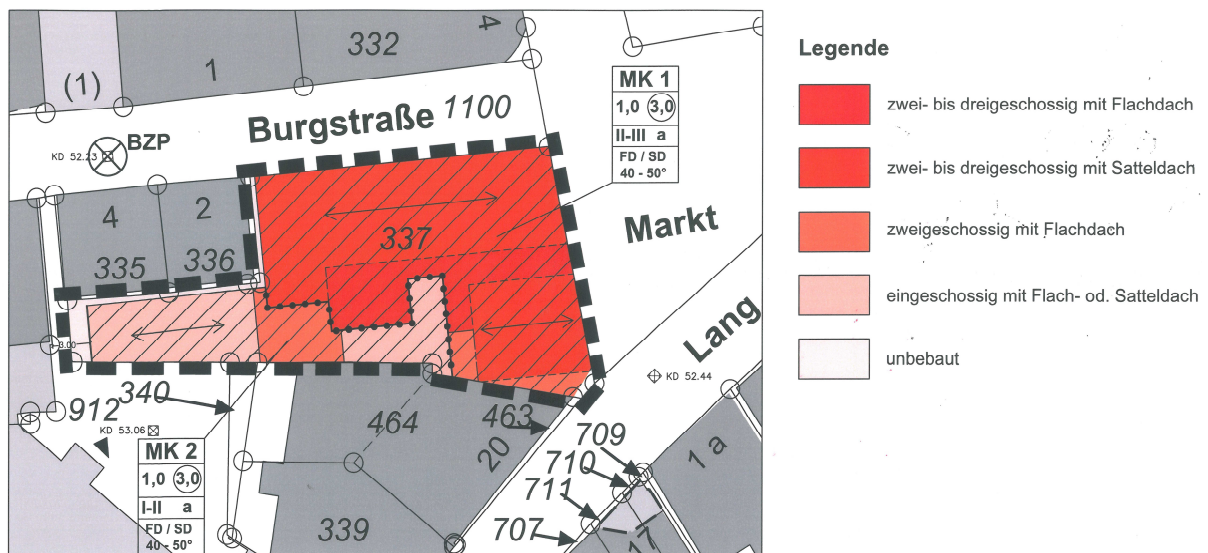 332
4
1
(1)
MK 1
1,0 3,0
II-III a
FD / SD
40 - 50°
Burgstraße 1100
BZP
KD 52.23
4
2
335
336
337
Markt
Lang
KD 52.44
3.00
340
912
KD 53.06
MK 2
1,0 3,0
I-II a
FD / SD
40 - 50°
464
463
20
339
709
710
711
707
1 a
17
Legende
zwei- bis dreigeschossig mit Flachdach
zwei- bis dreigeschossig mit Satteldach
zweigeschossig mit Flachdach
eingeschossig mit Flach- od. Satteldach
unbebaut